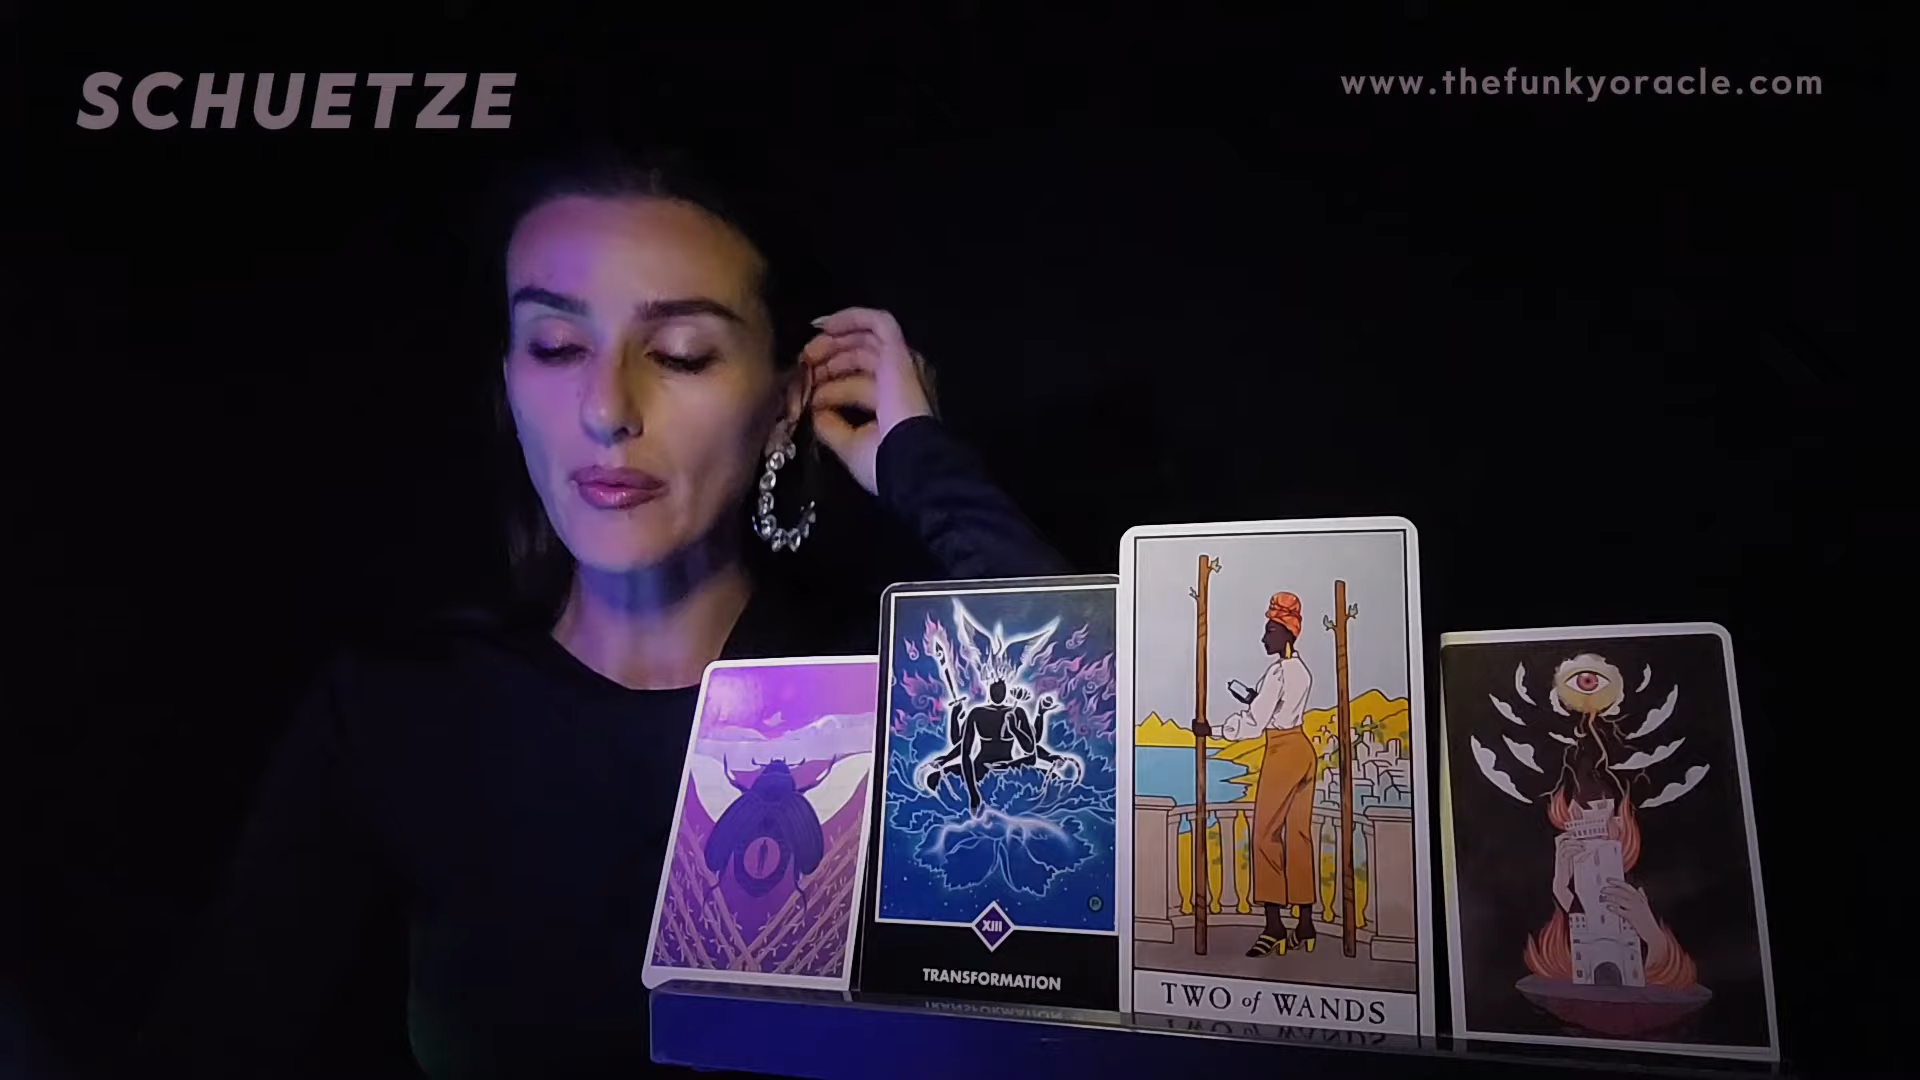 SCHUETZE
www.thefunkyoracle.com
XIII
TRANSFORMATION
TWO of WANDS